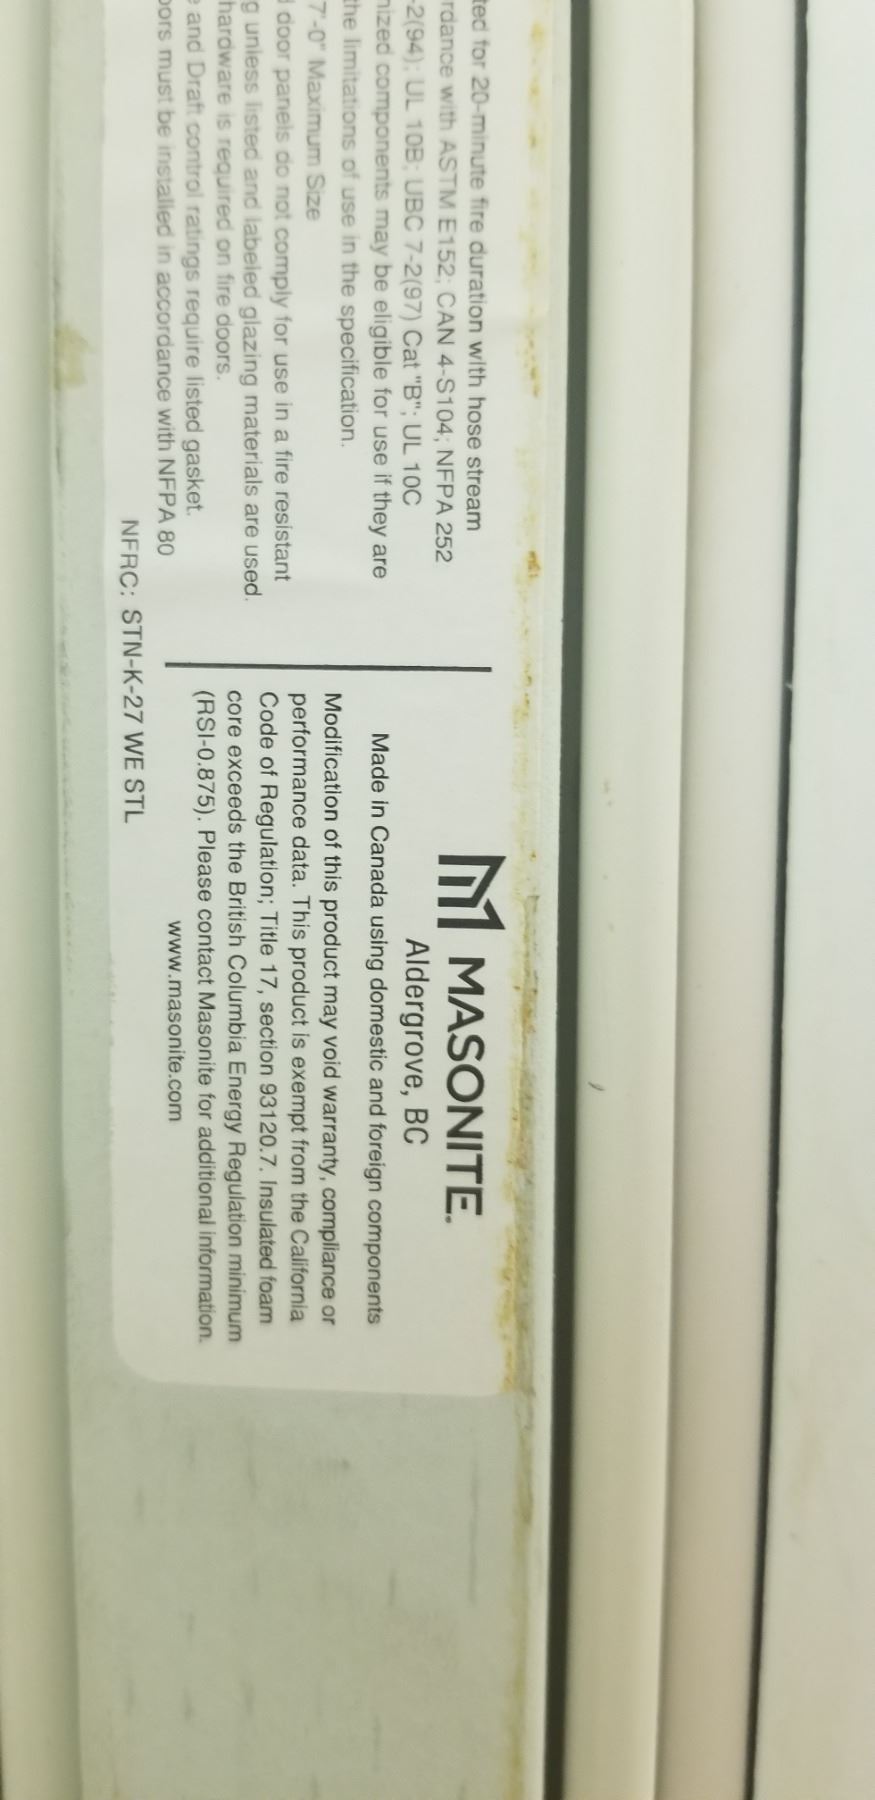 ted for 20-minute fire duration with hose stream
rdance with ASTM E152; CAN 4-S104; NFPA 252
-2(94); UL 10B; UBC 7-2(97) Cat "B"; UL 10C
nized components may be eligible for use if they are
the limitations of use in the specification.
7'-0" Maximum Size
d door panels do not comply for use in a fire resistant
g unless listed and labeled glazing materials are used.
hardware is required on fire doors.
e and Draft control ratings require listed gasket.
oors must be installed in accordance with NFPA 80
NFRC: STN-K-27 WE STL
MASONITE.
Aldergrove, BC
Made in Canada using domestic and foreign components
Modification of this product may void warranty, compliance or
performance data. This product is exempt from the California
Code of Regulation; Title 17, section 93120.7. Insulated foam
core exceeds the British Columbia Energy Regulation minimum
(RSI-0.875). Please contact Masonite for additional information.
www.masonite.com